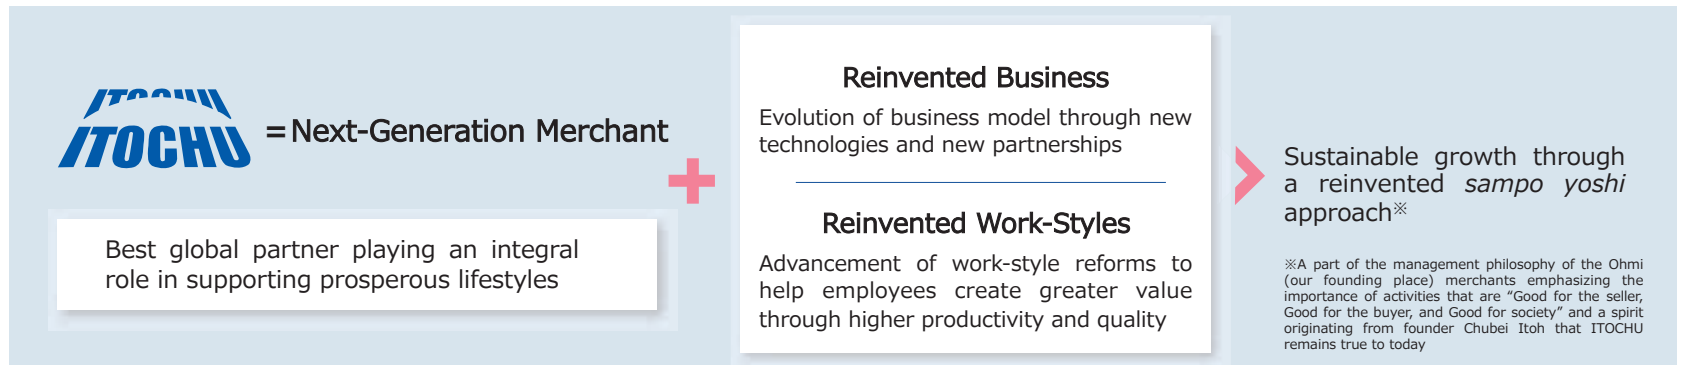 ITOCHU
ITOCHU
=Next-Generation Merchant
Best global partner playing an integral
role in supporting prosperous lifestyles
+
Reinvented Business
Evolution of business model through new
technologies and new partnerships
Reinvented Work-Styles
Advancement of work-style reforms to
help employees create greater value
through higher productivity and quality
Sustainable growth through
a reinvented sampo yoshi
approach※
※A part of the management philosophy of the Ohmi
(our founding place) merchants emphasizing the
importance of activities that are “Good for the seller,
Good for the buyer, and Good for society” and a spirit
originating from founder Chubei Itoh that ITOCHU
remains true to today